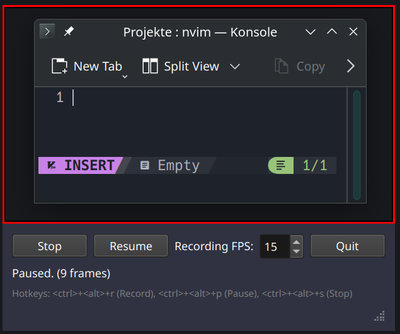 Projekte : nvim — Konsole
New Tab Split View Copy
1
INSERT Empty 1/1
Stop Resume Recording FPS: 15 Quit
Paused. (9 frames)
Hotkeys: <ctrl>+<alt>+r (Record), <ctrl>+<alt>+p (Pause), <ctrl>+<alt>+s (Stop)